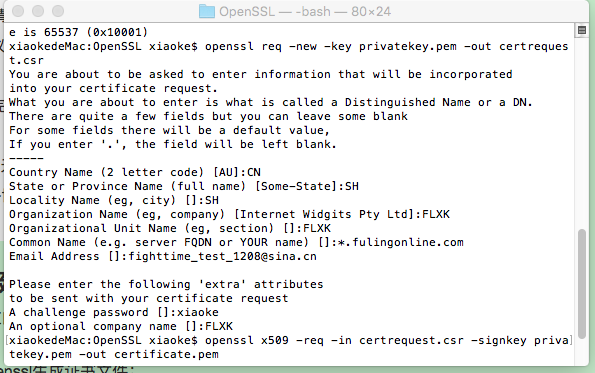 OpenSSL — -bash — 80×24
e is 65537 (0x10001)
xiaokedeMac:OpenSSL xiaoke$ openssl req -new -key privatekey.pem -out certreques
t.csr
You are about to be asked to enter information that will be incorporated
into your certificate request.
What you are about to enter is what is called a Distinguished Name or a DN.
There are quite a few fields but you can leave some blank
For some fields there will be a default value,
If you enter '.', the field will be left blank.
-----
Country Name (2 letter code) [AU]:CN
State or Province Name (full name) [Some-State]:SH
Locality Name (eg, city) []:SH
Organization Name (eg, company) [Internet Widgits Pty Ltd]:FLXK
Organizational Unit Name (eg, section) []:FLXK
Common Name (e.g. server FQDN or YOUR name) []:*.fulingonline.com
Email Address []:fighttime_test_1208@sina.cn
Please enter the following 'extra' attributes
to be sent with your certificate request
A challenge password []:xiaoke
An optional company name []:FLXK
[xiaokedeMac:OpenSSL xiaoke$ openssl x509 -req -in certrequest.csr -signkey priva]
tekey.pem -out certificate.pem